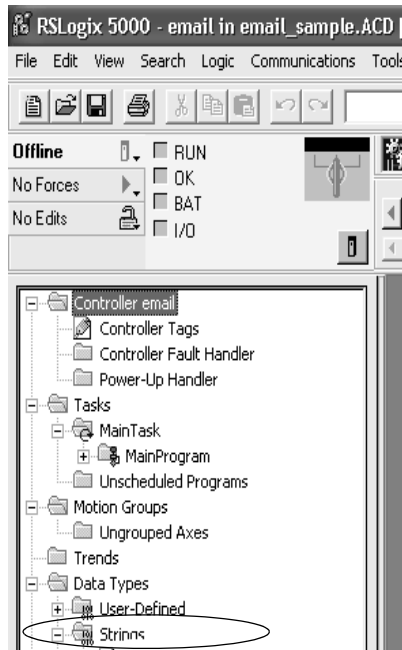 RSLogix 5000 - email in email_sample.ACD [
File Edit View Search Logic Communications Tools
Offline RUN
No Forces OK
No Edits BAT
I/O
Controller email
Controller Tags
Controller Fault Handler
Power-Up Handler
Tasks
MainTask
MainProgram
Unscheduled Programs
Motion Groups
Ungrouped Axes
Trends
Data Types
User-Defined
Strings